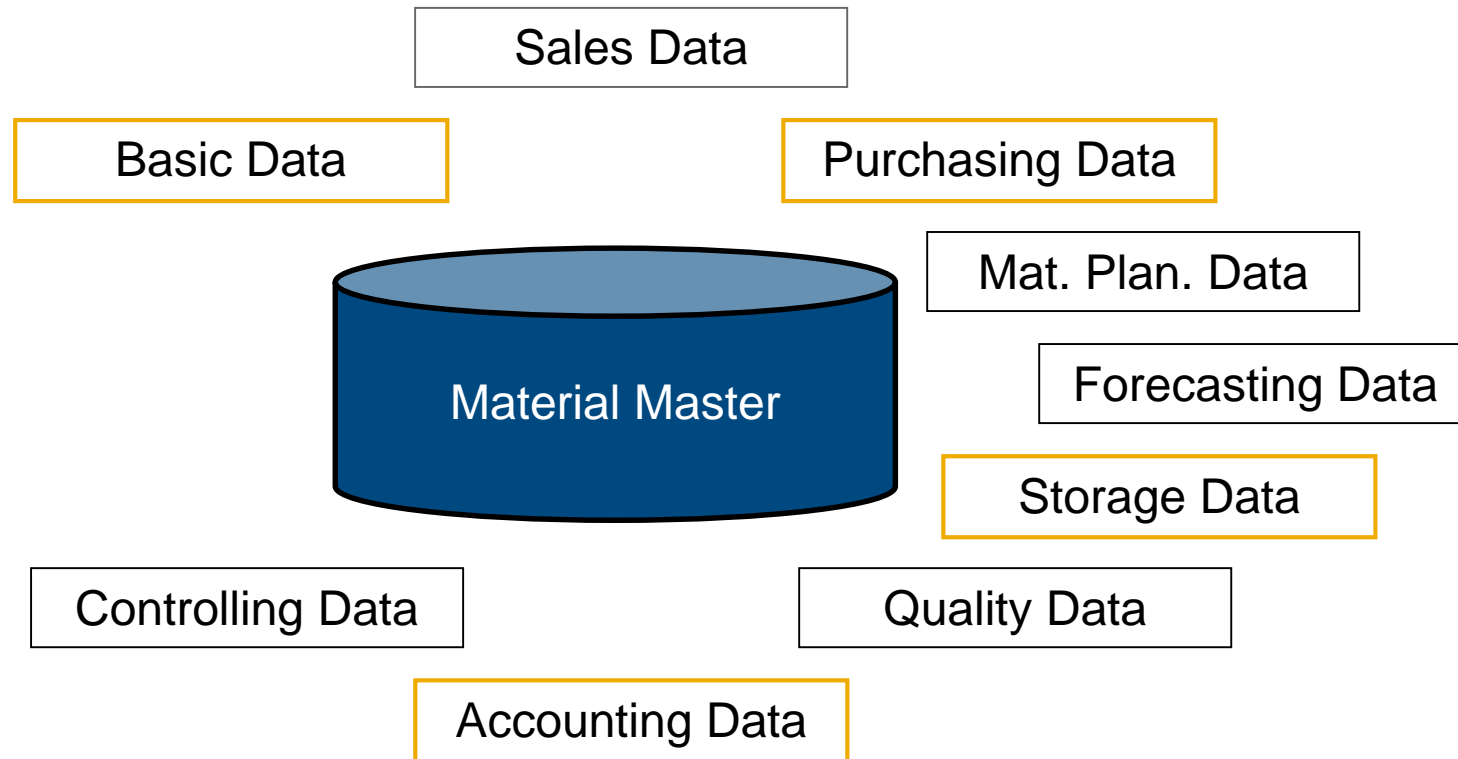 Sales Data
Basic Data
Purchasing Data
Mat. Plan. Data
Forecasting Data
Material Master
Storage Data
Controlling Data
Quality Data
Accounting Data